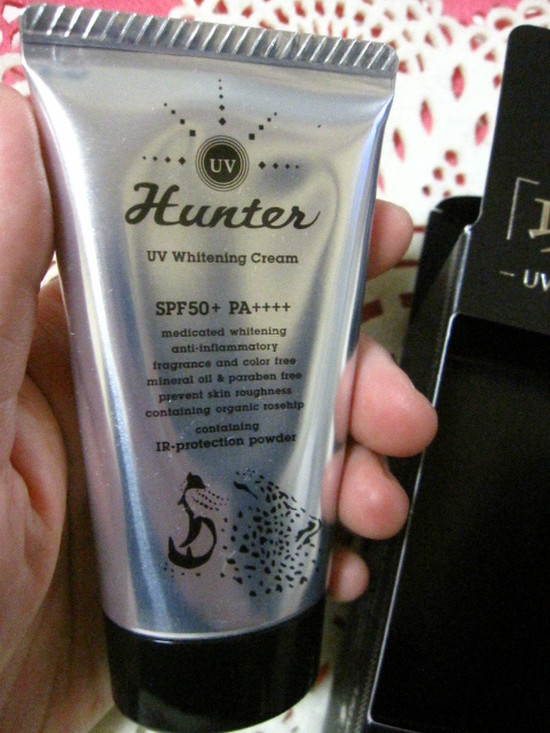 UV
Hunter
UV Whitening Cream
SPF50+ PA++++
medicated whitening
anti-inflammatory
fragrance and color free
mineral oil & paraben free
prevent skin roughness
containing organic rosehip
containing
IR-protection powder
UV